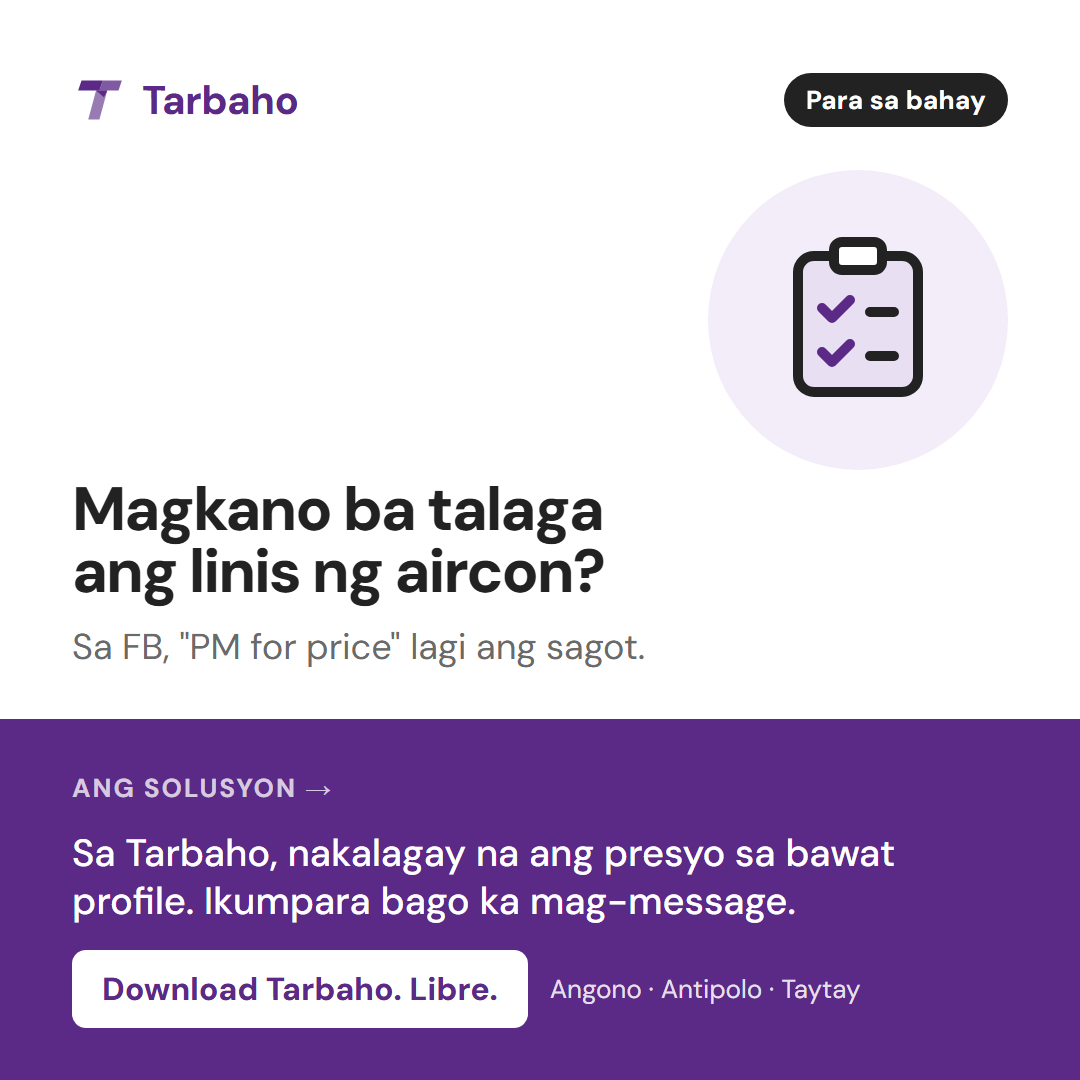 Tarbaho
Para sa bahay
Magkano ba talaga
ang linis ng aircon?
Sa FB, "PM for price" lagi ang sagot.
ANG SOLUSYON →
Sa Tarbaho, nakalagay na ang presyo sa bawat
profile. Ikumpara bago ka mag-message.
Download Tarbaho. Libre.
Angono · Antipolo · Taytay